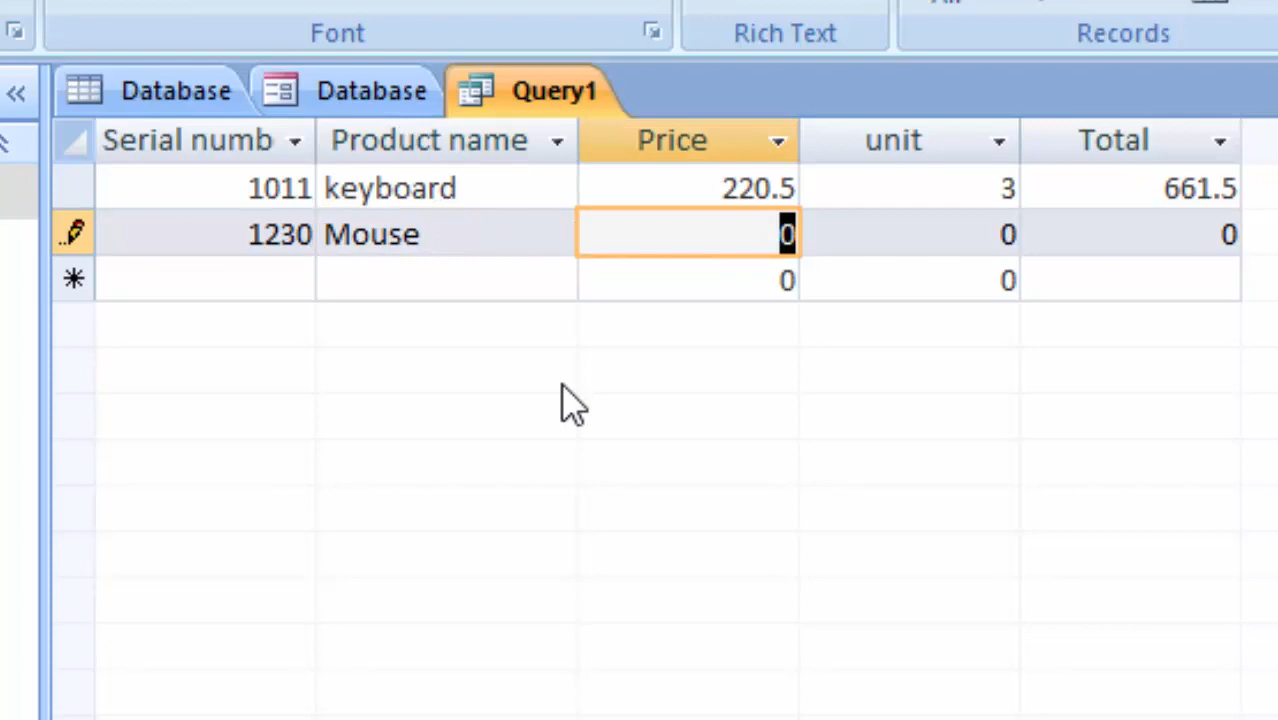 Font Rich Text Records
Database Database Query1
Serial numb Product name Price unit Total
1011 keyboard 220.5 3 661.5
1230 Mouse 0 0 0
0 0